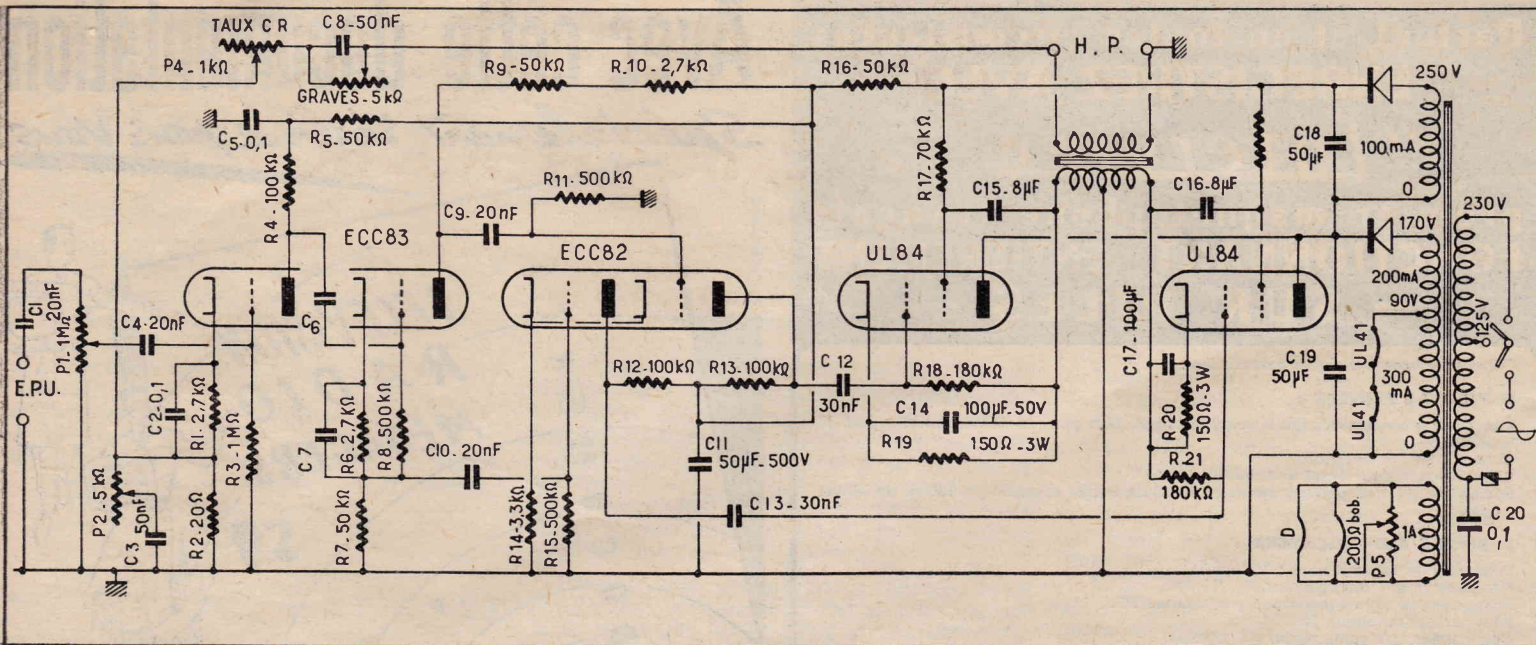 TAUX CR
P4-1kΩ
C8-50nF
GRAVES-5kΩ
C5-0,1
R5-50kΩ
R4-100kΩ
R9-50kΩ
R-10-2,7kΩ
R16-50kΩ
H.P.
R11-500kΩ
C9-20nF
R17-70kΩ
C15-8µF
C16-8µF
C18
50µF
250V
100mA
0
230V
170V
200mA
90V
0125V
ECC83
ECC82
UL84
UL84
C1
20nF
P1-1MΩ
E.P.U.
C4-20nF
C6
C2-0,1
R1-2,7kΩ
R3-1MΩ
P2-5kΩ
C3
50nF
R2-20Ω
C7
R6-2,7kΩ
R8-500kΩ
R7-50kΩ
C10-20nF
R14-3,3kΩ
R15-500kΩ
R12-100kΩ
R13-100kΩ
C11
50µF-500V
C12
30nF
C13-30nF
R18-180kΩ
C14
100µF-50V
R19
150Ω-3W
C17-100µF
R20
150Ω-3W
R-21
180kΩ
C19
50µF
UL41
300
mA
UL41
0
D
200Ωbob
P5
1A
C20
0,1